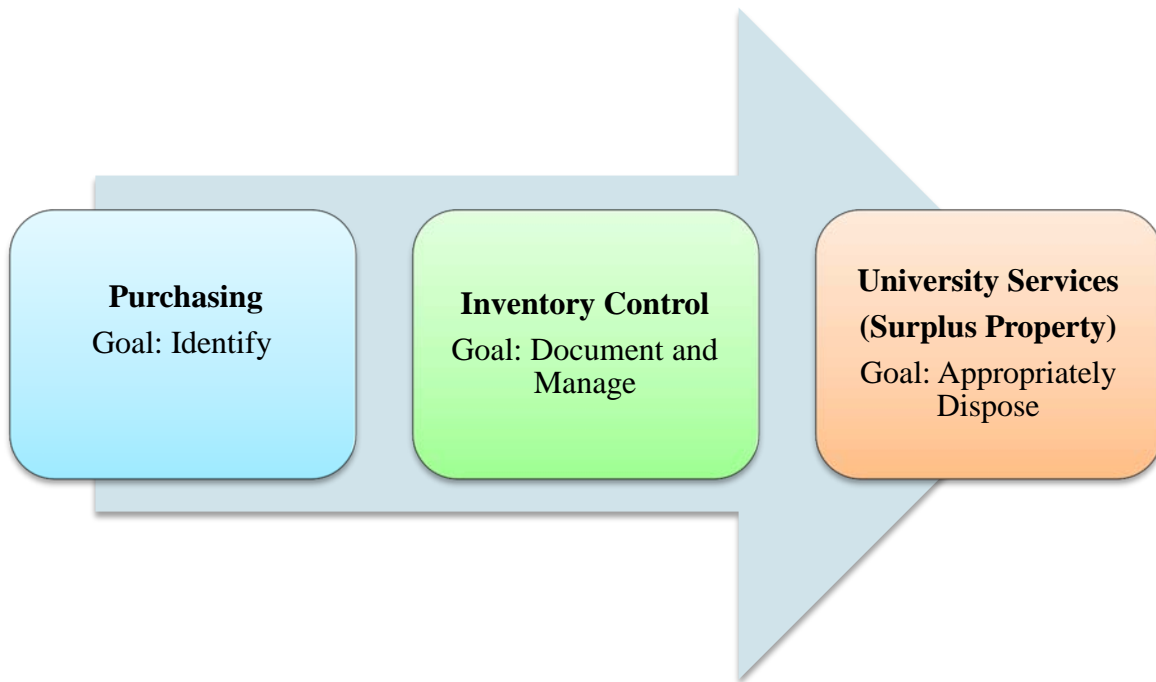 Purchasing
Goal: Identify
Inventory Control
Goal: Document and
Manage
University Services
(Surplus Property)
Goal: Appropriately
Dispose